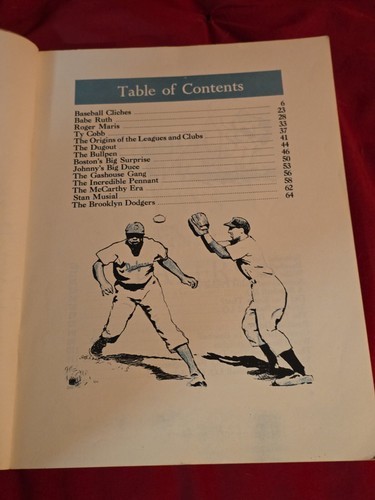 Table of Contents
Baseball Cliches 6
Babe Ruth 23
Roger Maris 28
Ty Cobb 33
The Origins of the Leagues and Clubs 37
The Dugout 41
The Bullpen 44
Boston's Big Surprise 46
Johnny's Big Duce 50
The Gashouse Gang 53
The Incredible Pennant 56
The McCarthy Era 58
Stan Musial 62
The Brooklyn Dodgers 64